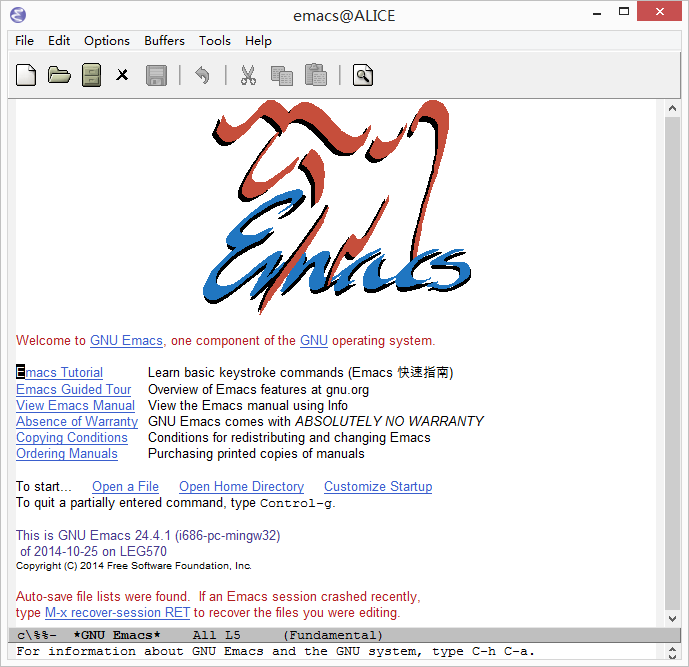 emacs@ALICE
File Edit Options Buffers Tools Help
Emacs
Welcome to GNU Emacs, one component of the GNU operating system.
Emacs Tutorial Learn basic keystroke commands (Emacs 快速指南)
Emacs Guided Tour Overview of Emacs features at gnu.org
View Emacs Manual View the Emacs manual using Info
Absence of Warranty GNU Emacs comes with ABSOLUTELY NO WARRANTY
Copying Conditions Conditions for redistributing and changing Emacs
Ordering Manuals Purchasing printed copies of manuals
To start... Open a File Open Home Directory Customize Startup
To quit a partially entered command, type Control-g.
This is GNU Emacs 24.4.1 (i686-pc-mingw32)
of 2014-10-25 on LEG570
Copyright (C) 2014 Free Software Foundation, Inc.
Auto-save file lists were found. If an Emacs session crashed recently,
type M-x recover-session RET to recover the files you were editing.
c\%%- *GNU Emacs* All L5 (Fundamental)
For information about GNU Emacs and the GNU system, type C-h C-a.